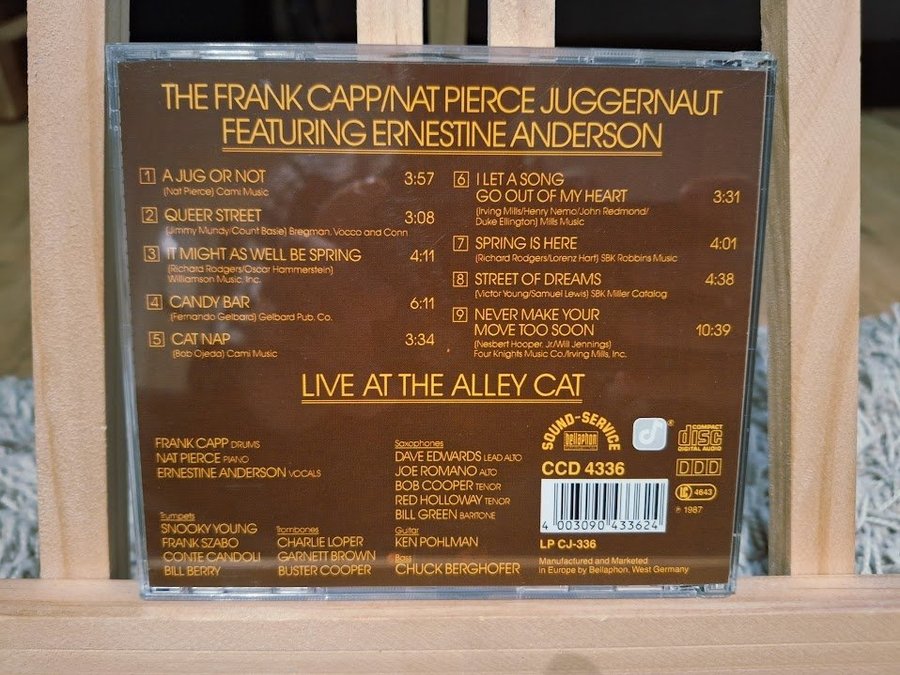 THE FRANK CAPP/NAT PIERCE JUGGERNAUT
FEATURING ERNESTINE ANDERSON
1 A JUG OR NOT 3:57
(Nat Pierce) Cami Music
2 QUEER STREET 3:08
(Jimmy Mundy/Count Basie) Bregman, Vocco and Conn
3 IT MIGHT AS WELL BE SPRING 4:11
(Richard Rodgers/Oscar Hammerstein)
Williamson Music, Inc.
4 CANDY BAR 6:11
(Fernando Gelbard) Gelbard Pub. Co.
5 CAT NAP 3:34
(Bob Ojeda) Cami Music
6 I LET A SONG
GO OUT OF MY HEART 3:31
(Irving Mills/Henry Nemo/John Redmond/
Duke Ellington) Mills Music
7 SPRING IS HERE 4:01
(Richard Rodgers/Lorenz Hart) SBK Robbins Music
8 STREET OF DREAMS 4:38
(Victor Young/Samuel Lewis) SBK Miller Catalog
9 NEVER MAKE YOUR
MOVE TOO SOON 10:39
(Nesbert Hooper, Jr./Will Jennings)
Four Knights Music Co./Irving Mills, Inc.
LIVE AT THE ALLEY CAT
FRANK CAPP DRUMS
NAT PIERCE PIANO
ERNESTINE ANDERSON VOCALS
Trumpets
SNOOKY YOUNG
FRANK SZABO
CONTE CANDOLI
BILL BERRY
Trombones
CHARLIE LOPER
GARNETT BROWN
BUSTER COOPER
Saxophones
DAVE EDWARDS LEAD ALTO
JOE ROMANO ALTO
BOB COOPER TENOR
RED HOLLOWAY TENOR
BILL GREEN BARITONE
Guitar
KEN POHLMAN
Bass
CHUCK BERGHOFER
SOUND-SERVICE
bellaphon
COMPACT
disc
DIGITAL AUDIO
CCD 4336
DDD
LC 4643
℗ 1987
4 003090 433624
LP CJ-336
Manufactured and Marketed
in Europe by Bellaphon, West Germany